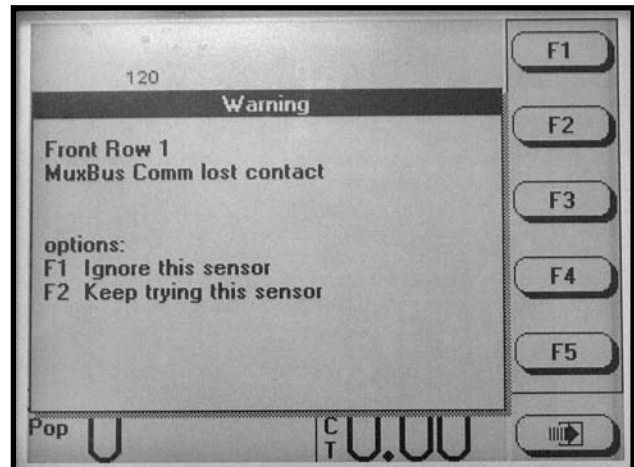 120
Warning
Front Row 1
MuxBus Comm lost contact
options:
F1 Ignore this sensor
F2 Keep trying this sensor
Pop
C
T
F1
F2
F3
F4
F5